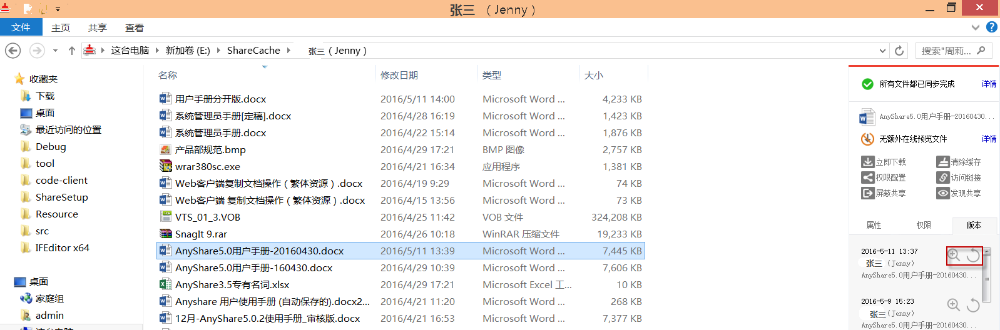 张三 （Jenny）
文件 主页 共享 查看
这台电脑 新加卷 (E:) ShareCache 张三（Jenny） 搜索"周莉...
名称 修改日期 类型 大小
收藏夹
下载
桌面
最近访问的位置
Debug
tool
code-client
ShareSetup
Resource
src
IFEditor x64
桌面
家庭组
admin
这台电脑
用户手册分开版.docx 2016/5/11 14:00 Microsoft Word ... 4,233 KB
系统管理员手册[定稿].docx 2016/4/28 16:19 Microsoft Word ... 1,423 KB
系统管理员手册.docx 2016/4/22 15:14 Microsoft Word ... 1,876 KB
产品部规范.bmp 2016/4/29 17:21 BMP 图像 2,757 KB
wrar380sc.exe 2016/4/21 16:34 应用程序 1,381 KB
Web客户端复制文档操作（繁体资源）.docx 2016/4/19 9:29 Microsoft Word ... 74 KB
Web客户端 复制文档操作（繁体资源）.docx 2016/4/15 13:56 Microsoft Word ... 73 KB
VTS_01_3.VOB 2016/4/25 11:42 VOB 文件 324,208 KB
SnagIt 9.rar 2016/4/26 10:18 WinRAR 压缩文件 19,233 KB
AnyShare5.0用户手册-20160430.docx 2016/5/11 13:39 Microsoft Word ... 7,445 KB
AnyShare5.0用户手册-160430.docx 2016/4/29 10:39 Microsoft Word ... 7,606 KB
AnyShare3.5专有名词.xlsx 2016/4/29 17:21 Microsoft Excel 工... 10 KB
Anyshare 用户使用手册 (自动保存的).docx2... 2016/4/21 11:20 Microsoft Word ... 268 KB
12月-AnyShare5.0.2使用手册_审核版.docx 2016/4/21 16:53 Microsoft Word ... 7,377 KB
所有文件都已同步完成 详情
AnyShare5.0用户手册-20160430...
无额外在线预览文件 详情
立即下载 清除缓存
权限配置 访问链接
屏蔽共享 发现共享
属性 权限 版本
2016-5-11 13:37
张三（Jenny）
AnyShare5.0用户手册-20160430...
2016-5-9 15:23
张三（Jenny）
AnyShare5.0用户手册-20160430...